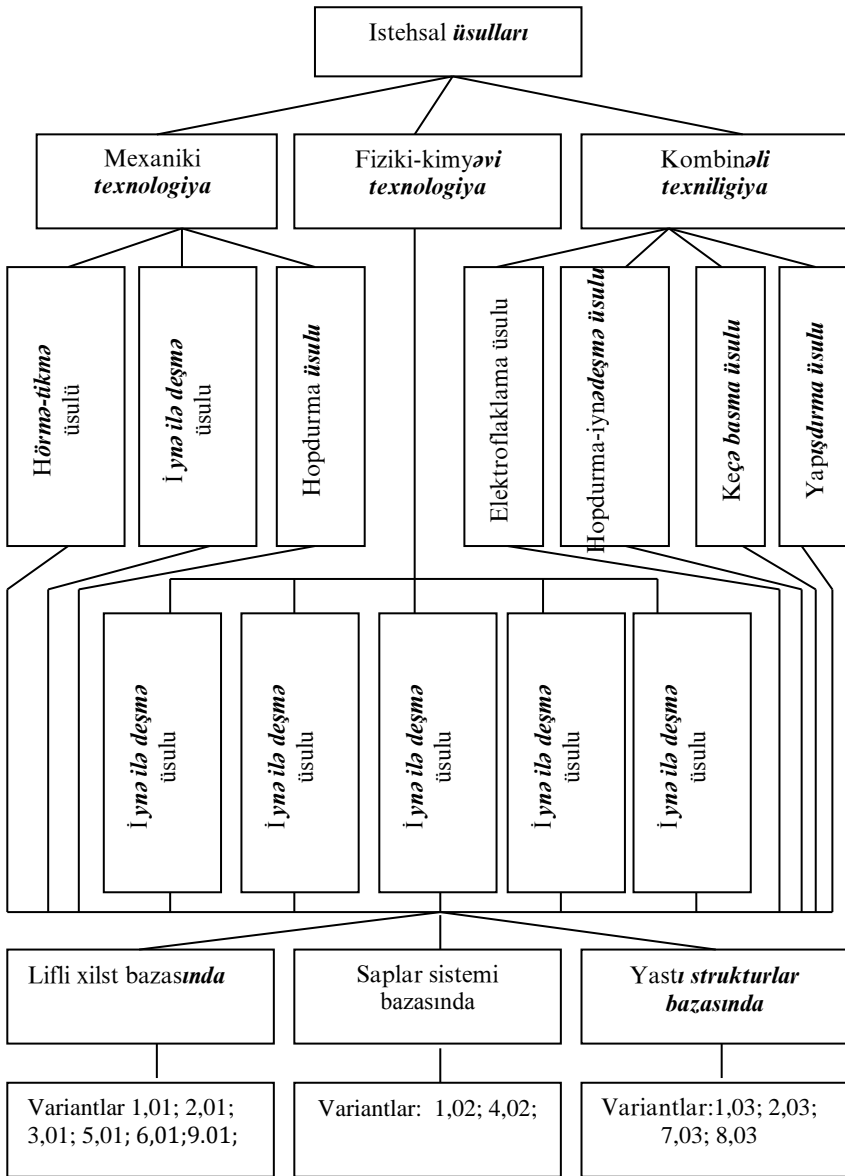 Istehsal üsulları
Mexaniki
texnologiya
Fiziki-kimyəvi
texnologiya
Kombinəli
texniligiya
Hörmə-tikmə
üsulü
İynə ilə deşmə
üsulu
Hopdurma üsulu
Elektroflaklama üsulu
Hopdurma-iynədeşmə üsulu
Keçə basma üsulu
Yapışdırma üsulu
İynə ilə deşmə
üsulu
İynə ilə deşmə
üsulu
İynə ilə deşmə
üsulu
İynə ilə deşmə
üsulu
İynə ilə deşmə
üsulu
Lifli xilst bazasında
Saplar sistemi
bazasında
Yastı strukturlar
bazasında
Variantlar 1,01; 2,01;
3,01; 5,01; 6,01;9.01;
Variantlar: 1,02; 4,02;
Variantlar:1,03; 2,03;
7,03; 8,03